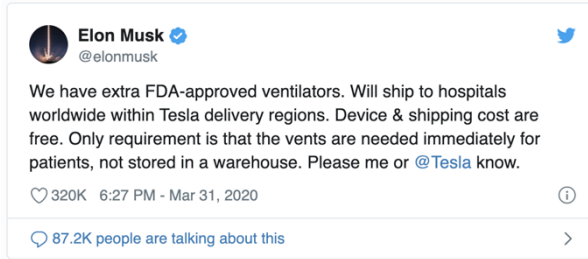 Elon Musk
@elonmusk
We have extra FDA-approved ventilators. Will ship to hospitals
worldwide within Tesla delivery regions. Device & shipping cost are
free. Only requirement is that the vents are needed immediately for
patients, not stored in a warehouse. Please me or @Tesla know.
320K 6:27 PM - Mar 31, 2020
87.2K people are talking about this